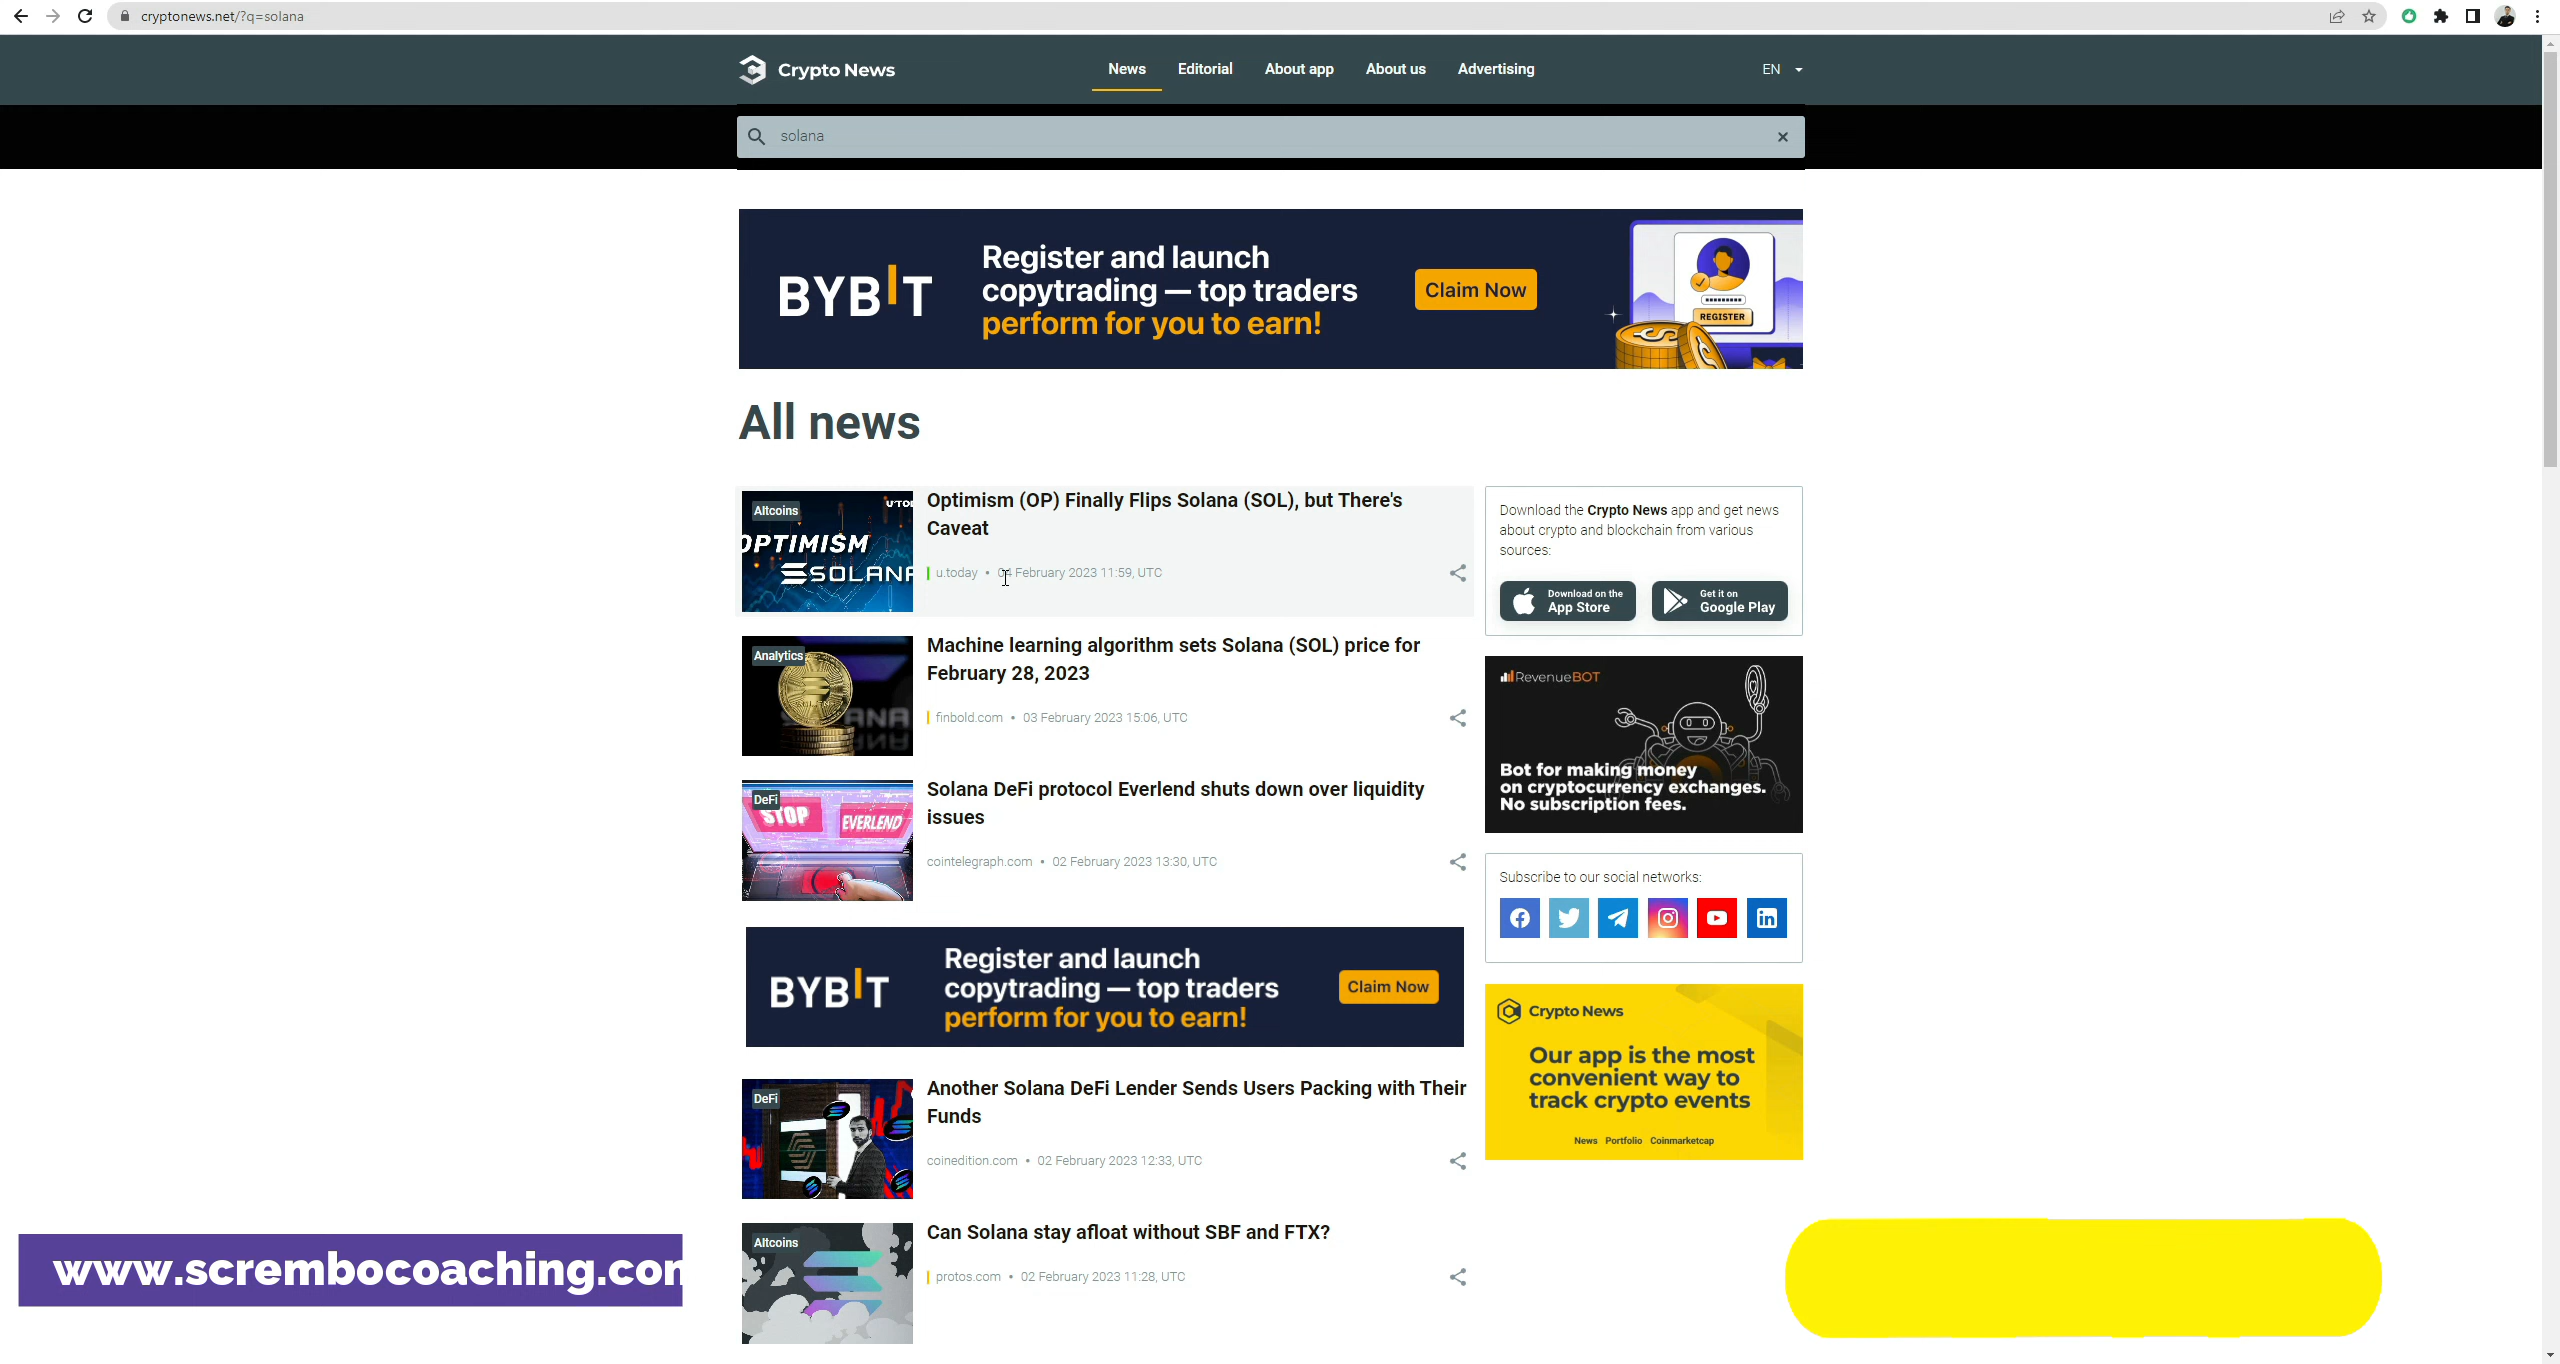 cryptonews.net/?q=solana
Crypto News
News
Editorial
About app
About us
Advertising
EN
solana
BYBIT
Register and launch
copytrading — top traders
perform for you to earn!
Claim Now
REGISTER
All news
Altcoins
OPTIMISM
SOLANA
Optimism (OP) Finally Flips Solana (SOL), but There's
Caveat
u.today • 04 February 2023 11:59, UTC
Analytics
Machine learning algorithm sets Solana (SOL) price for
February 28, 2023
finbold.com • 03 February 2023 15:06, UTC
DeFi
STOP
EVERLEND
Solana DeFi protocol Everlend shuts down over liquidity
issues
cointelegraph.com • 02 February 2023 13:30, UTC
BYBIT
Register and launch
copytrading — top traders
perform for you to earn!
Claim Now
DeFi
Another Solana DeFi Lender Sends Users Packing with Their
Funds
coinedition.com • 02 February 2023 12:33, UTC
Altcoins
Can Solana stay afloat without SBF and FTX?
protos.com • 02 February 2023 11:28, UTC
Download the Crypto News app and get news
about crypto and blockchain from various
sources:
Download on the
App Store
Get it on
Google Play
RevenueBOT
Bot for making money
on cryptocurrency exchanges.
No subscription fees.
Subscribe to our social networks:
Crypto News
Our app is the most
convenient way to
track crypto events
News Portfolio Coinmarketcap
www.scrembocoaching.com